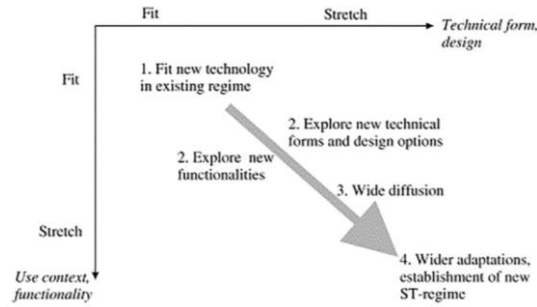 Fit
Stretch
Technical form,
design
Fit
1. Fit new technology
in existing regime
2. Explore new technical
forms and design options
2. Explore new
functionalities
3. Wide diffusion
Stretch
4. Wider adaptations,
establishment of new
ST-regime
Use context,
functionality